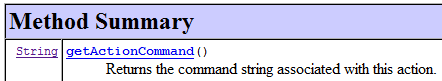 Method Summary
String getActionCommand()
Returns the command string associated with this action.